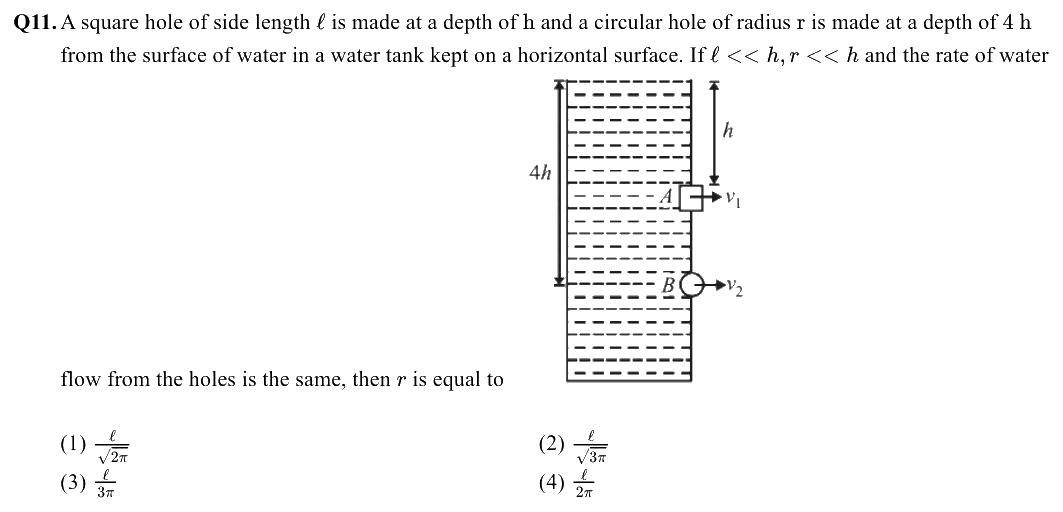 Q11. A square hole of side length ℓ is made at a depth of h and a circular hole of radius r is made at a depth of 4 h
from the surface of water in a water tank kept on a horizontal surface. If ℓ << h, r << h and the rate of water
h
4h
A v₁
B v₂
flow from the holes is the same, then r is equal to
(1) ℓ/√2π (2) ℓ/√3π
(3) ℓ/3π (4) ℓ/2π